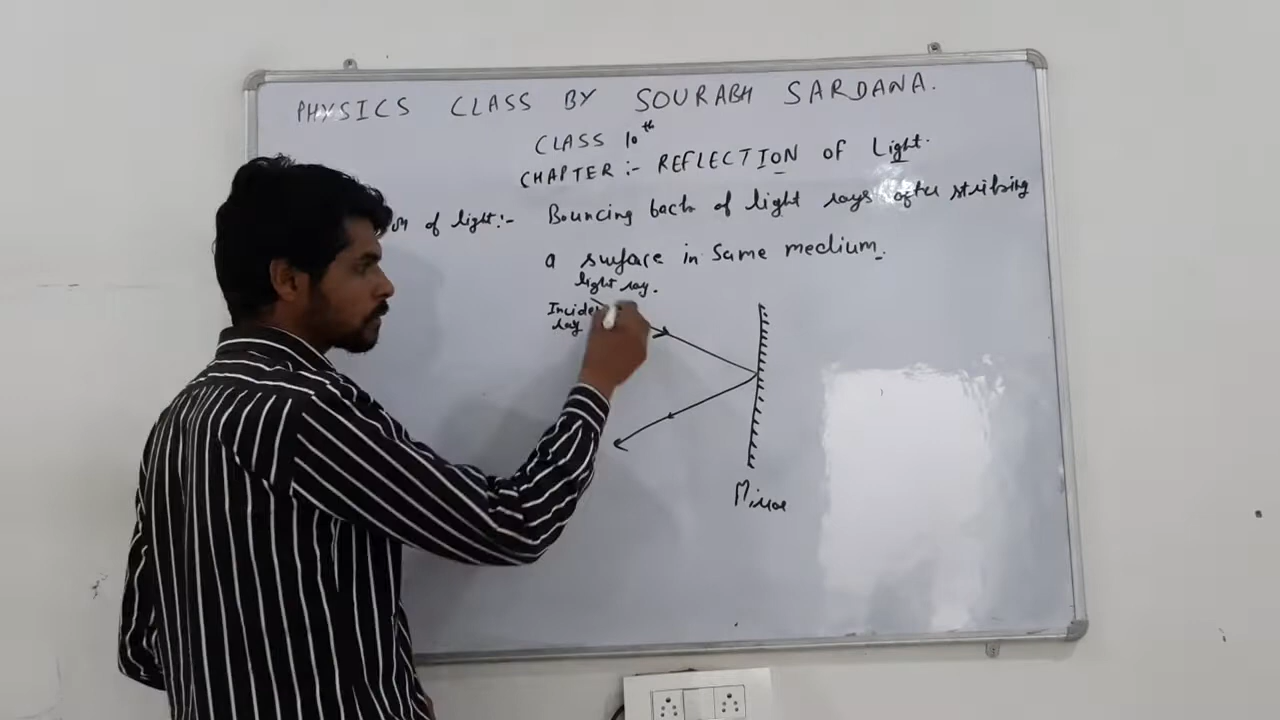 PHYSICS CLASS BY SOURABH SARDANA.
CLASS 10th
CHAPTER :- REFLECTION of Light.
of light:- Bouncing back of light rays after striking
a surface in Same medium.
light ray.
ray
Mirror